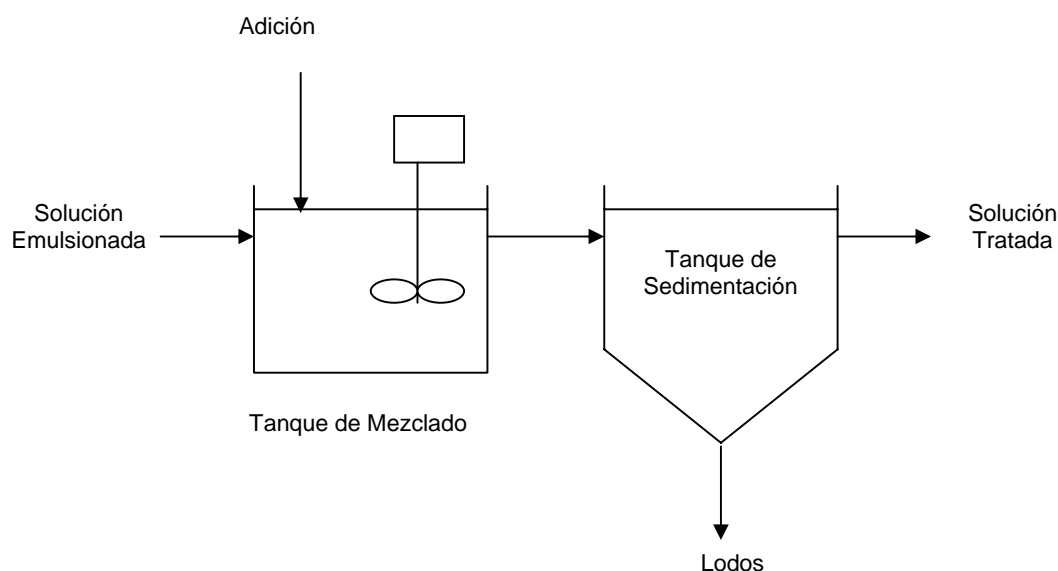 Adición
Solución
Emulsionada
Tanque de
Sedimentación
Solución
Tratada
Tanque de Mezclado
Lodos